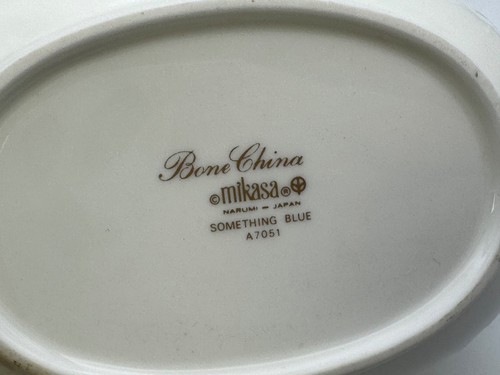 Bone China
©mikasa®
NARUMI – JAPAN
SOMETHING BLUE
A7051